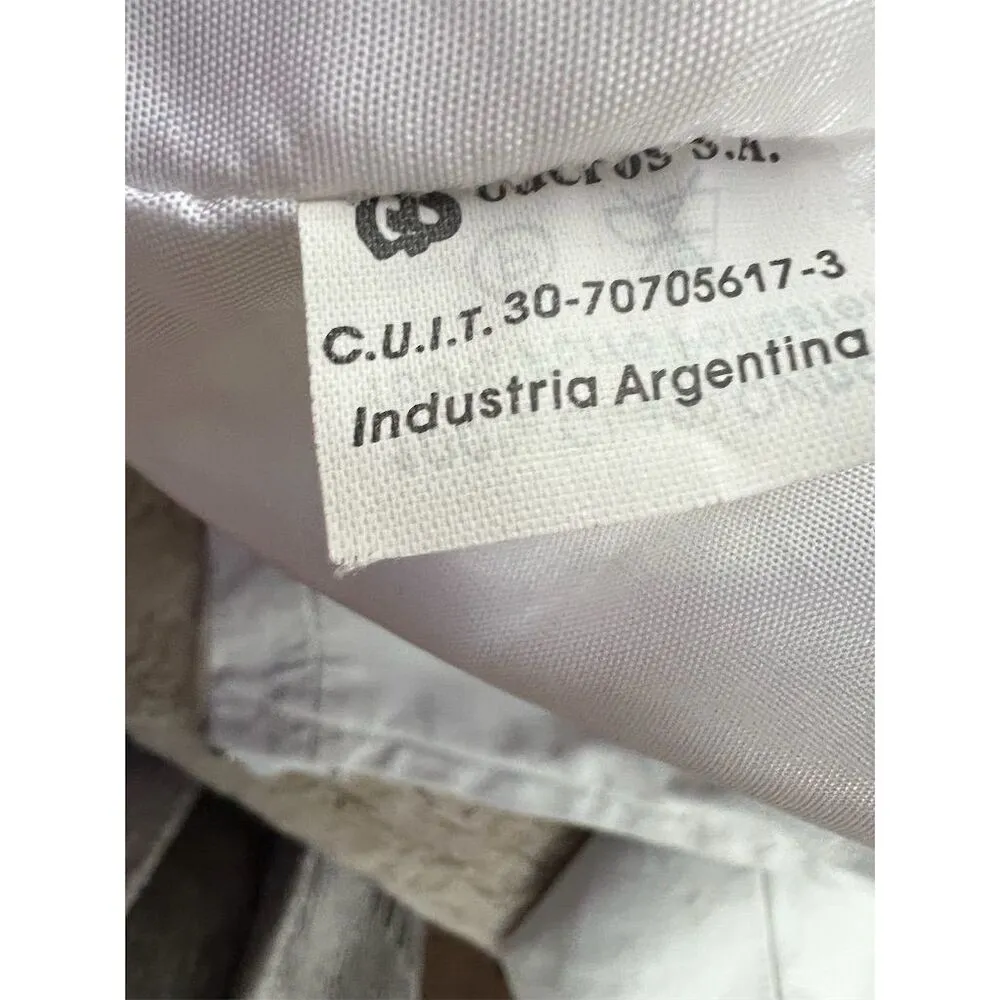 S.A.
C.U.I.T. 30-70705617-3
Industria Argentina